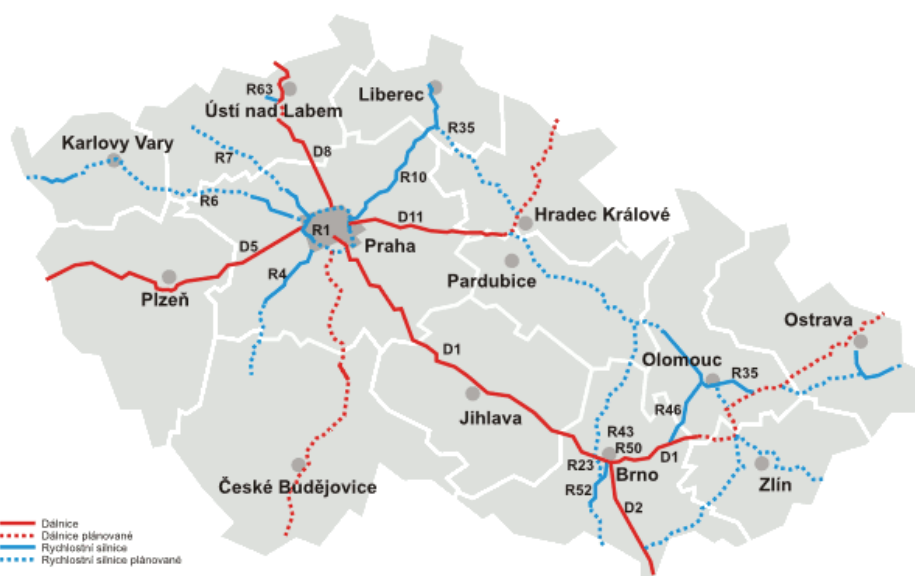 R63
Ústí nad Labem
Liberec
R35
Karlovy Vary
R7
D8
R10
R6
D11
Hradec Králové
R1
Praha
D5
R4
Pardubice
Plzeň
Ostrava
D1
Olomouc
R35
Jihlava
R46
R43
R50
D1
R23
Brno
Zlín
R52
České Budějovice
D2
Dálnice
Dálnice plánované
Rychlostní silnice
Rychlostní silnice plánované